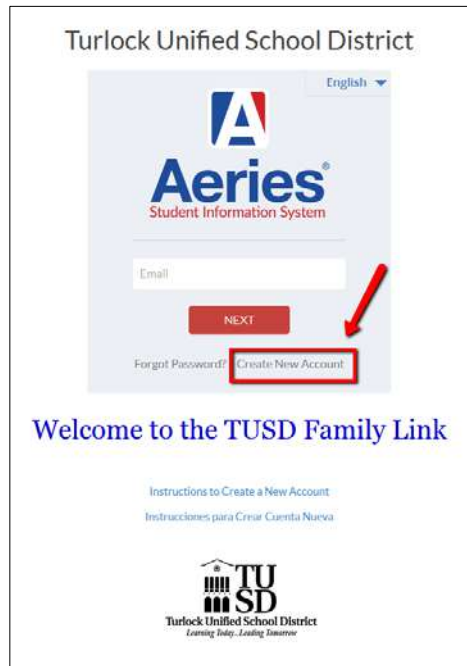 Turlock Unified School District
English
A
Aeries®
Student Information System
Email
NEXT
Forgot Password? Create New Account
Welcome to the TUSD Family Link
Instructions to Create a New Account
Instrucciones para Crear Cuenta Nueva
TU
SD
Turlock Unified School District
Learning Today...Leading Tomorrow